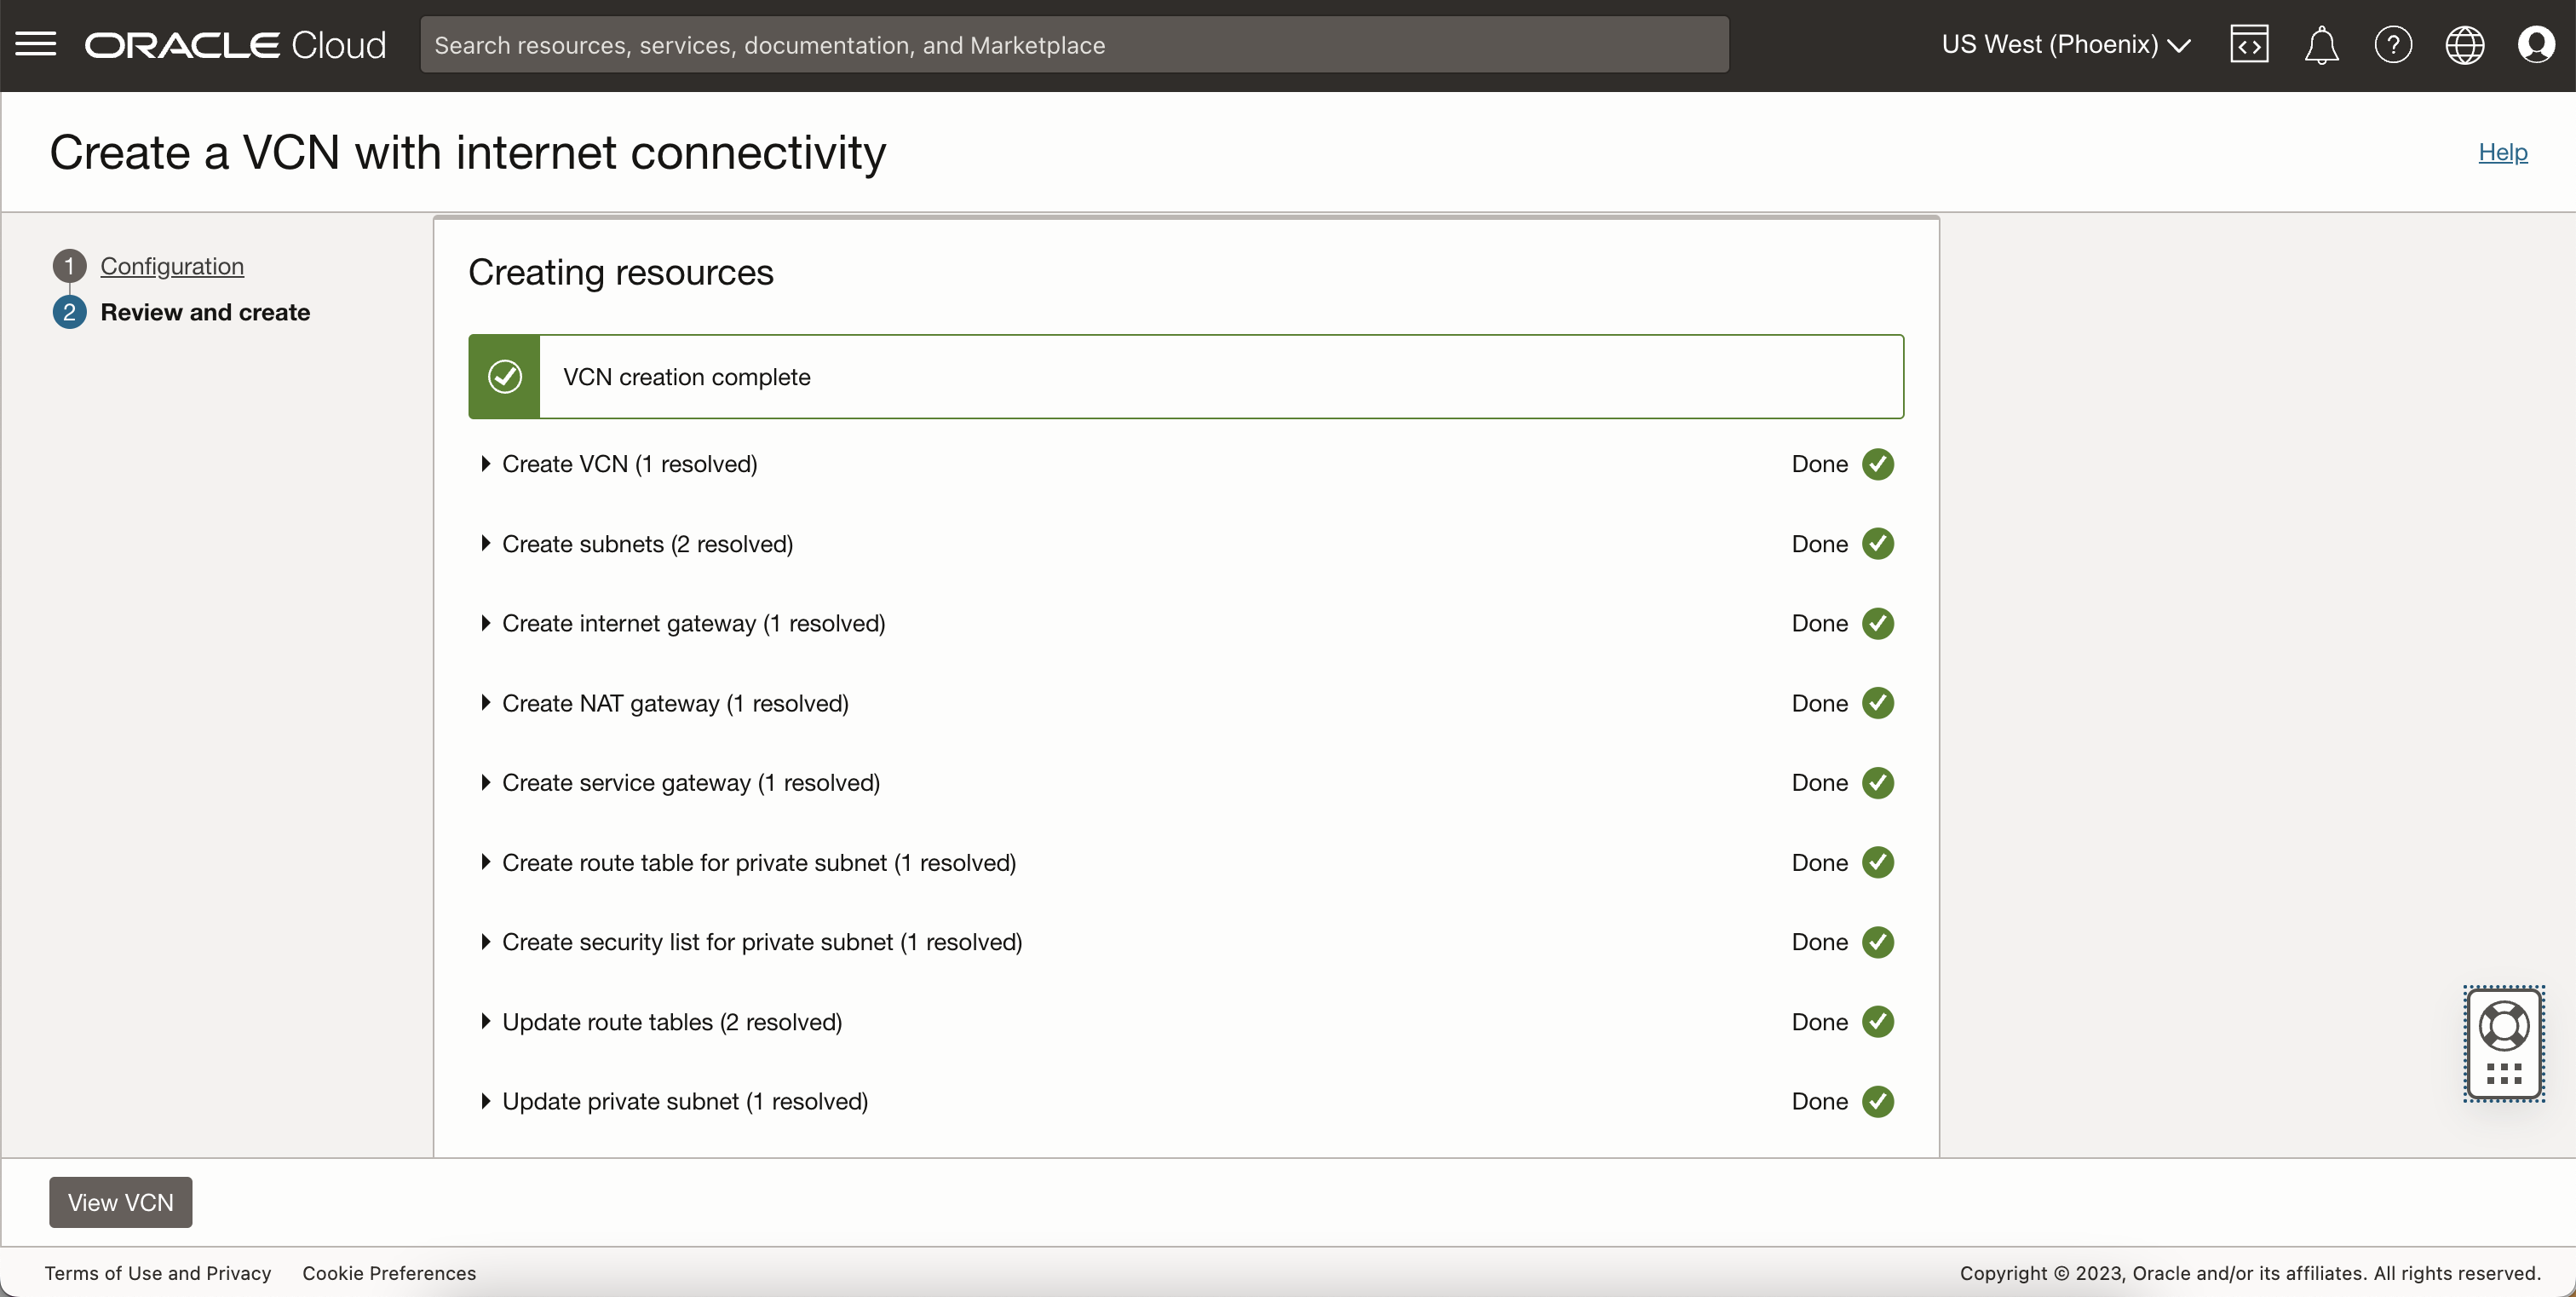 ORACLE Cloud
Search resources, services, documentation, and Marketplace
US West (Phoenix)
Create a VCN with internet connectivity
Help
1 Configuration
2 Review and create
Creating resources
VCN creation complete
Create VCN (1 resolved) Done
Create subnets (2 resolved) Done
Create internet gateway (1 resolved) Done
Create NAT gateway (1 resolved) Done
Create service gateway (1 resolved) Done
Create route table for private subnet (1 resolved) Done
Create security list for private subnet (1 resolved) Done
Update route tables (2 resolved) Done
Update private subnet (1 resolved) Done
View VCN
Terms of Use and Privacy Cookie Preferences
Copyright © 2023, Oracle and/or its affiliates. All rights reserved.